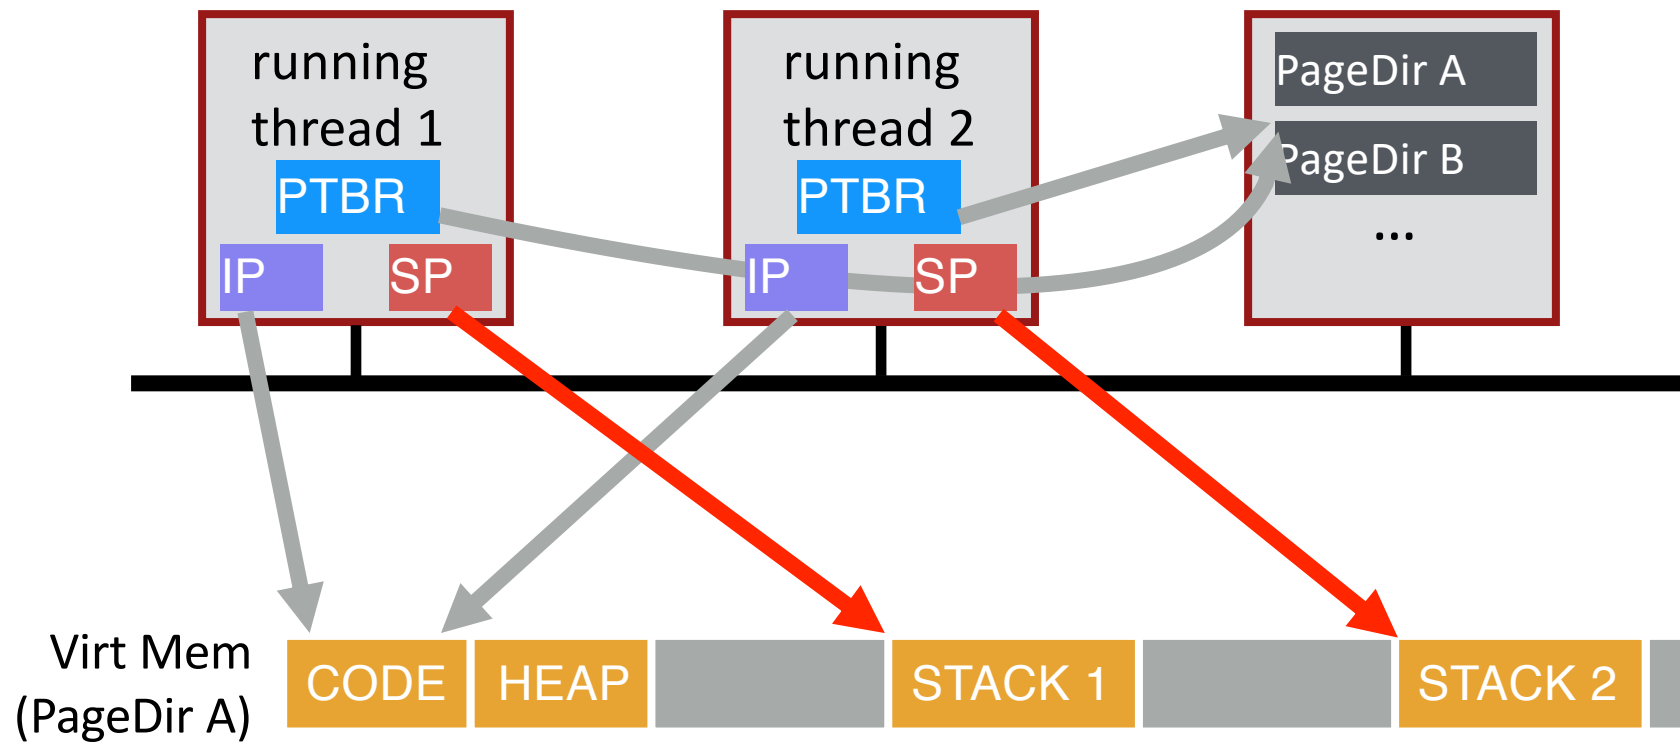 running
thread 1
PTBR
IP
SP
running
thread 2
PTBR
IP
SP
PageDir A
PageDir B
...
Virt Mem
(PageDir A)
CODE
HEAP
STACK 1
STACK 2